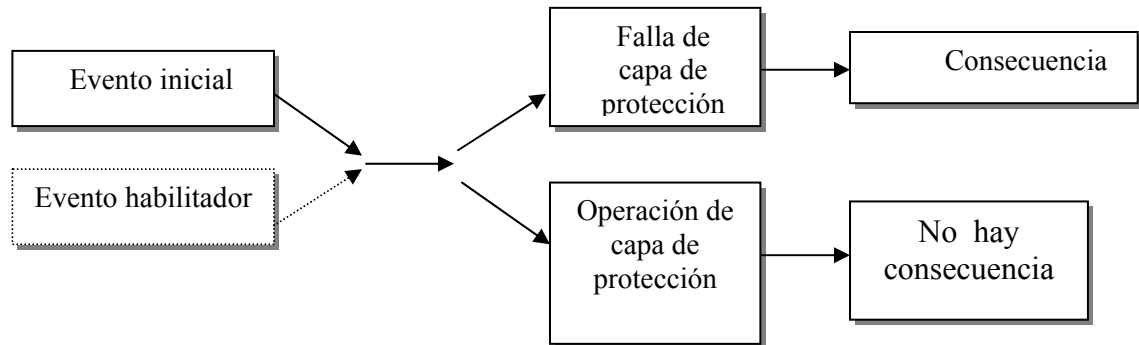 Evento inicial
Evento habilitador
Falla de
capa de
protección
Consecuencia
Operación de
capa de
protección
No hay
consecuencia